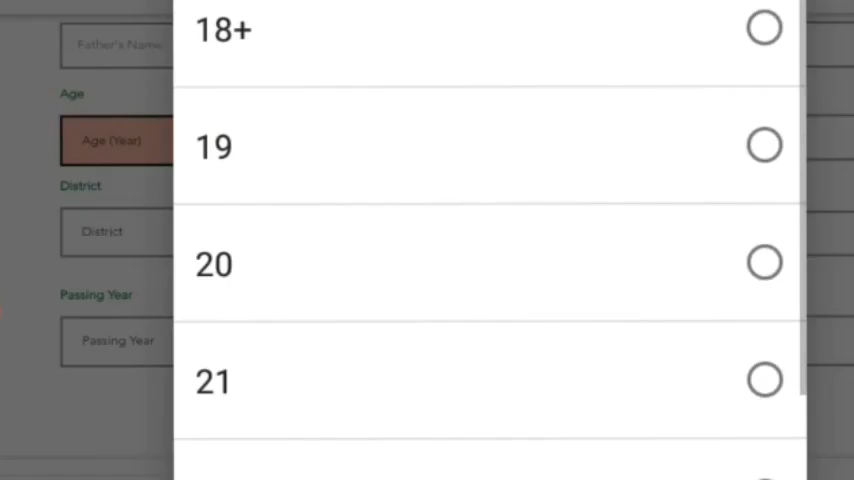 Father's Name
18+
Age
Age (Year)
19
District
District
20
Passing Year
Passing Year
21